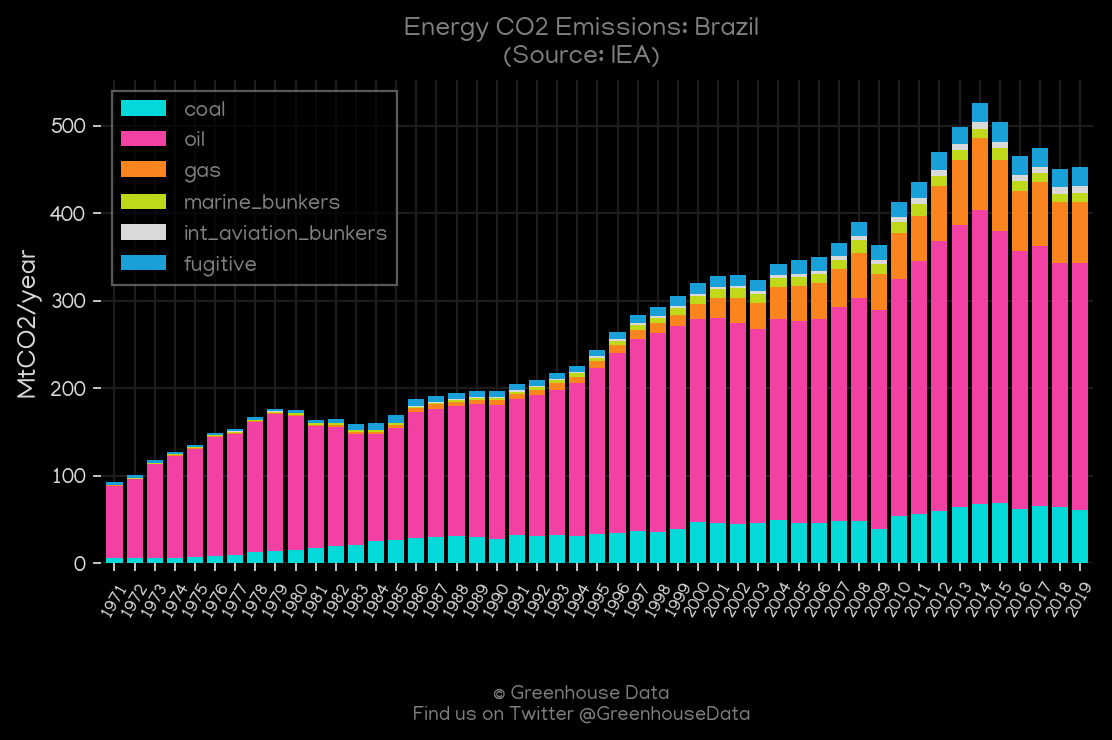 Energy CO2 Emissions: Brazil
(Source: IEA)
coal
oil
gas
marine_bunkers
int_aviation_bunkers
fugitive
MtCO2/year
500
400
300
200
100
0
1971 1972 1973 1974 1975 1976 1977 1978 1979 1980 1981 1982 1983 1984 1985 1986 1987 1988 1989 1990 1991 1992 1993 1994 1995 1996 1997 1998 1999 2000 2001 2002 2003 2004 2005 2006 2007 2008 2009 2010 2011 2012 2013 2014 2015 2016 2017 2018 2019
© Greenhouse Data
Find us on Twitter @GreenhouseData